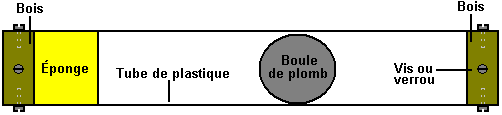 Bois
Bois
Éponge
Tube de plastique
Boule
de plomb
Vis ou
verrou